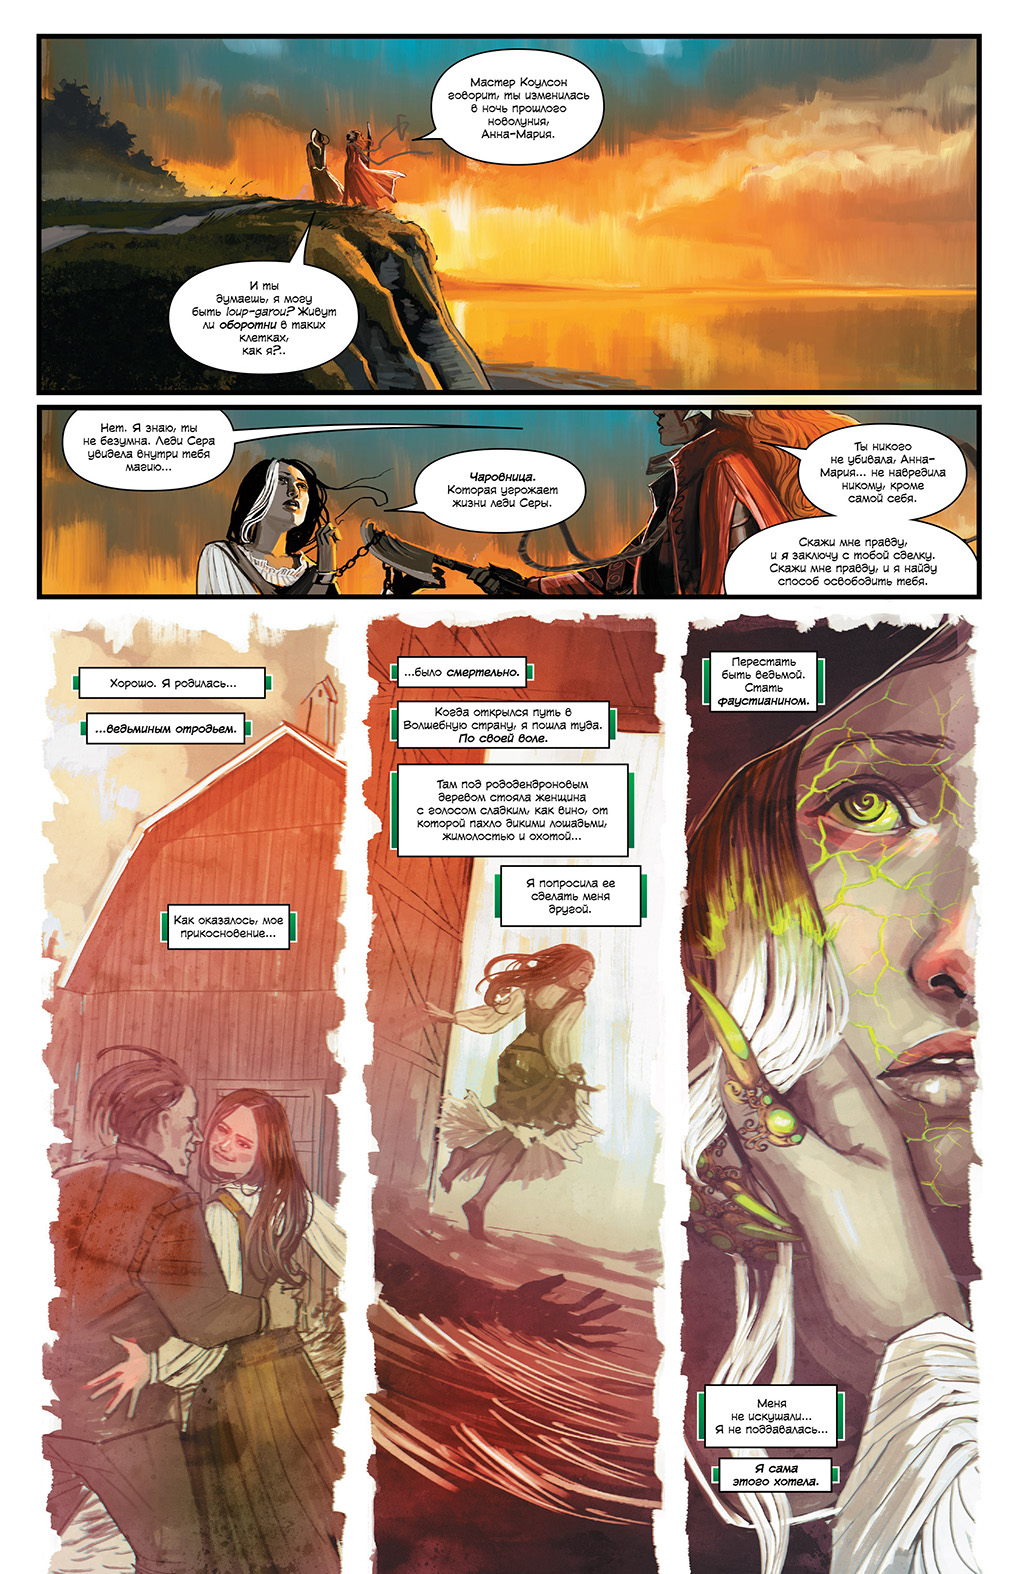 Мастер Коулсон
говорит, ты изменилась
в ночь прошлого
новолуния,
Анна-Мария.
И ты
думаешь, я могу
быть loup-garou? Живут
ли оборотни в таких
клетках,
как я?..
Нет. Я знаю, ты
не безумна. Леди Сера
увидела внутри тебя
магию...
Чаровница.
Которая угрожает
жизни леди Серы.
Ты никого
не убивала, Анна-
Мария... не навредила
никому, кроме
самой себя.
Скажи мне правду,
и я заключу с тобой сделку.
Скажи мне правду, и я найду
способ освободить тебя.
Хорошо. Я родилась...
...ведьминым отродьем.
Как оказалось, мое
прикосновение...
...было смертельно.
Когда открылся путь в
Волшебную страну, я пошла туда.
По своей воле.
Там под рододендроновым
деревом стояла женщина
с голосом сладким, как вино, от
которой пахло дикими лошадьми,
жимолостью и охотой...
Я попросила ее
сделать меня
другой.
Перестать
быть ведьмой.
Стать
фаустианином.
Меня
не искушали...
Я не поддавалась...
Я сама
этого хотела.